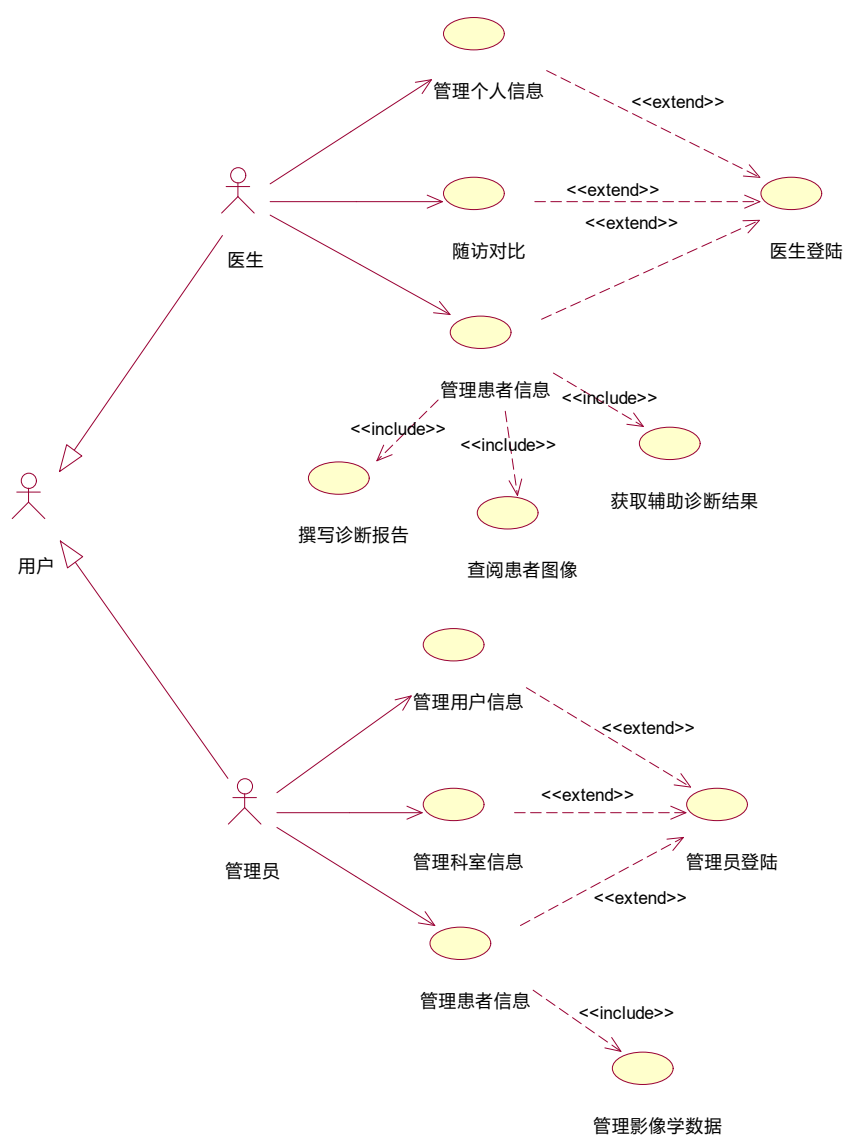 管理个人信息
<<extend>>
<<extend>>
<<extend>>
医生
随访对比
医生登陆
管理患者信息
<<include>>
<<include>>
<<include>>
获取辅助诊断结果
撰写诊断报告
用户
查阅患者图像
管理用户信息
<<extend>>
<<extend>>
管理员
管理科室信息
管理员登陆
<<extend>>
管理患者信息
<<include>>
管理影像学数据